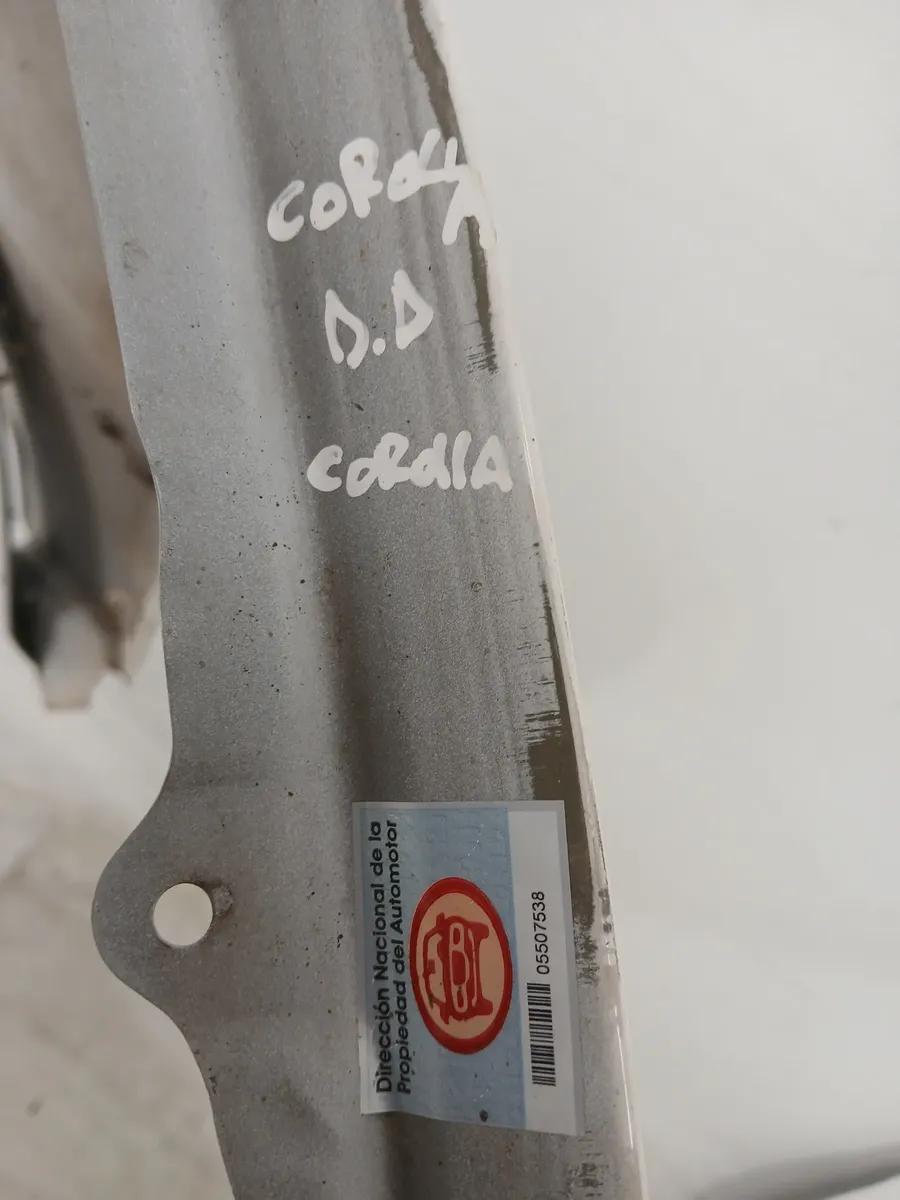 COROLLA
D.D
COROLLA
Dirección Nacional de la
Propiedad del Automotor
05507538